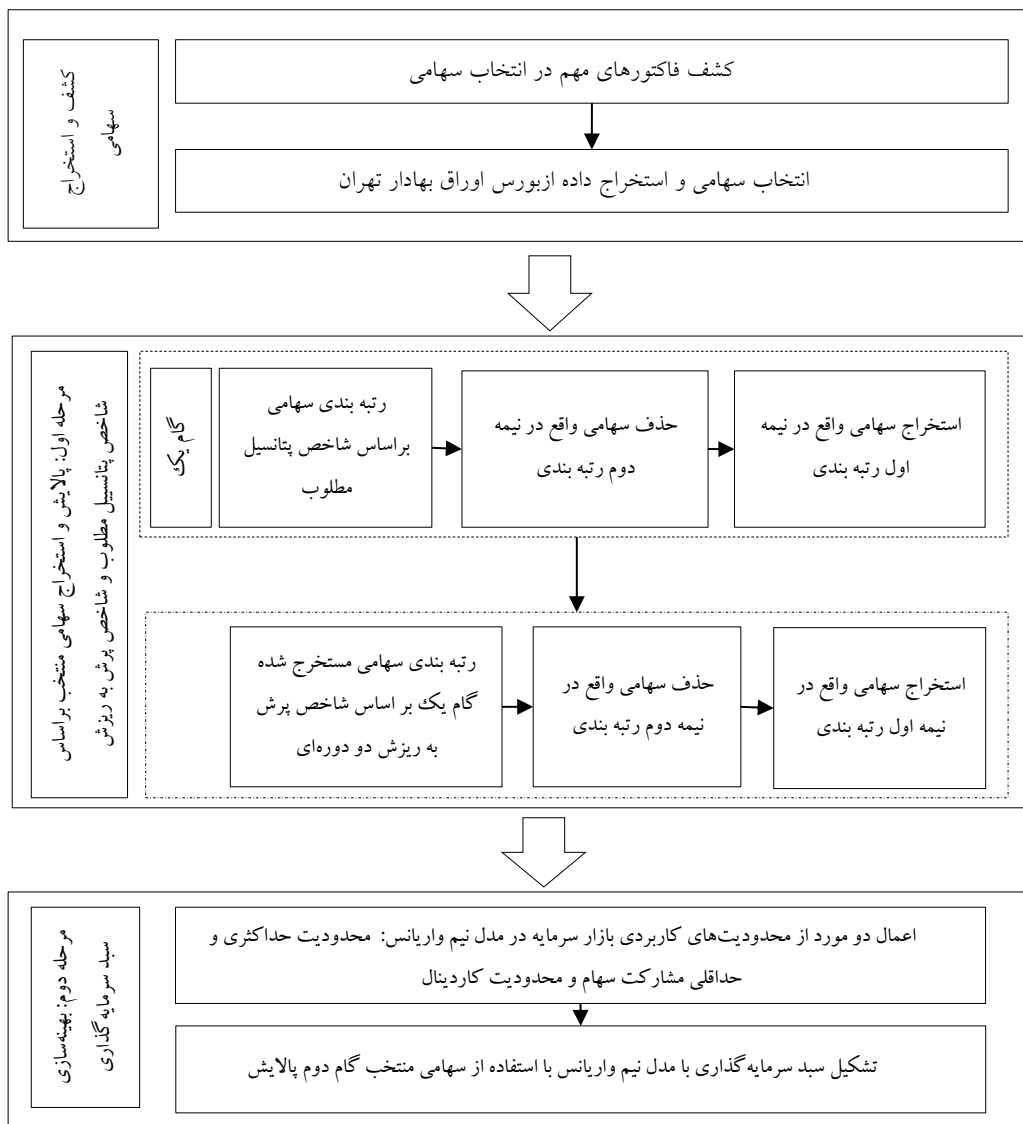 کشف و استخراج
سهامی
کشف فاکتورهای مهم در انتخاب سهامی
انتخاب سهامی و استخراج داده ازبورس اوراق بهادار تهران
مرحله اول: پالایش و استخراج سهامی منتخب براساس
شاخص پتانسییل مطلوب و شاخص پرش به ریزش
گام یک
رتبه بندی سهامی
براساس شاخص پتانسیل
مطلوب
حذف سهامی واقع در نیمه
دوم رتبه بندی
استخراج سهامی واقع در نیمه
اول رتبه بندی
رتبه بندی سهامی مستخرج شده
گام یک بر اساس شاخص پرش
به ریزش دو دوره‌ای
حذف سهامی واقع در
نیمه دوم رتبه بندی
استخراج سهامی واقع در
نیمه اول رتبه بندی
مرحله دوم: بهینه‌سازی
سبد سرمایه گذاری
اعمال دو مورد از محدودیت‌های کاربردی بازار سرمایه در مدل نیم واریانس: محدودیت حداکثری و
حداقلی مشارکت سهام و محدودیت کاردینال
تشکیل سبد سرمایه گذاری با مدل نیم واریانس با استفاده از سهامی منتخب گام دوم پالایش